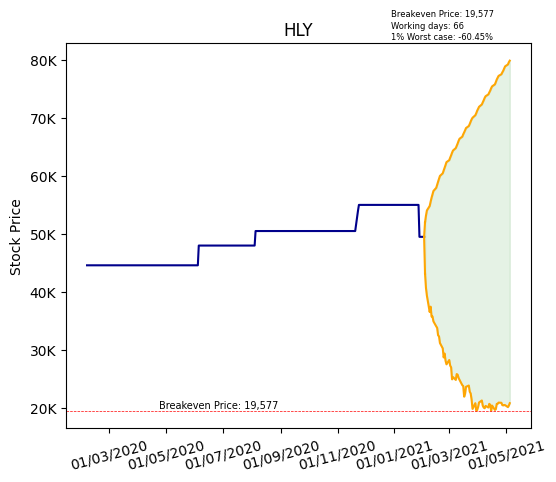 Breakeven Price: 19,577
Working days: 66
1% Worst case: -60.45%
HLY
80K
70K
60K
50K
40K
30K
20K
Stock Price
Breakeven Price: 19,577
01/03/2020
01/05/2020
01/07/2020
01/09/2020
01/11/2020
01/01/2021
01/03/2021
01/05/2021